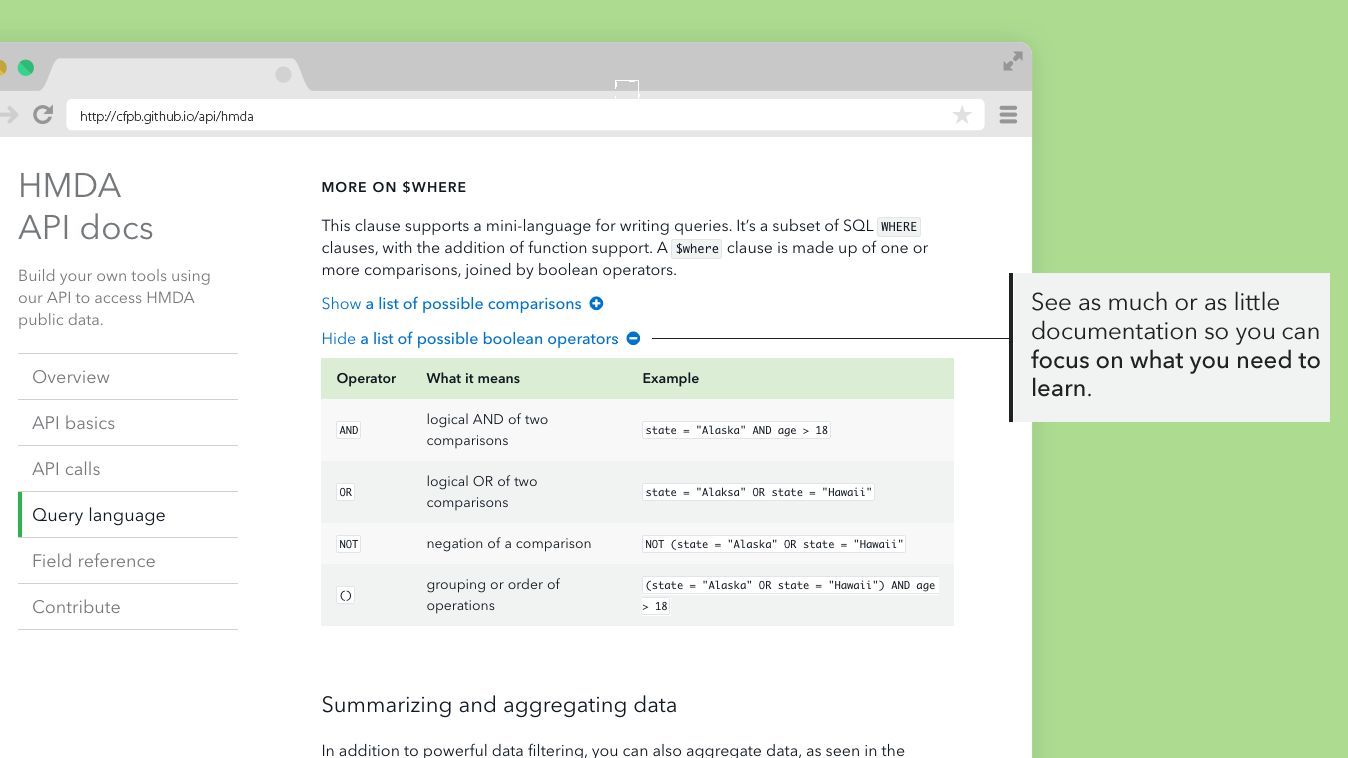 http://cfpb.github.io/api/hmda
HMDA
API docs
Build your own tools using
our API to access HMDA
public data.
Overview
API basics
API calls
Query language
Field reference
Contribute
MORE ON $WHERE
This clause supports a mini-language for writing queries. It's a subset of SQL WHERE
clauses, with the addition of function support. A $where clause is made up of one or
more comparisons, joined by boolean operators.
Show a list of possible comparisons
Hide a list of possible boolean operators
Operator What it means Example
AND logical AND of two
comparisons
state = "Alaska" AND age > 18
OR logical OR of two
comparisons
state = "Alaksa" OR state = "Hawaii"
NOT negation of a comparison NOT (state = "Alaska" OR state = "Hawaii"
() grouping or order of
operations
(state = "Alaska" OR state = "Hawaii") AND age
> 18
Summarizing and aggregating data
In addition to powerful data filtering, you can also aggregate data, as seen in the
See as much or as little
documentation so you can
focus on what you need to
learn.